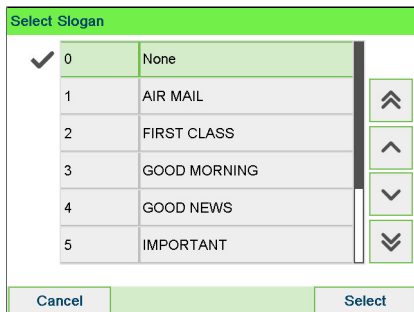 Select Slogan
0 None
1 AIR MAIL
2 FIRST CLASS
3 GOOD MORNING
4 GOOD NEWS
5 IMPORTANT
Cancel Select